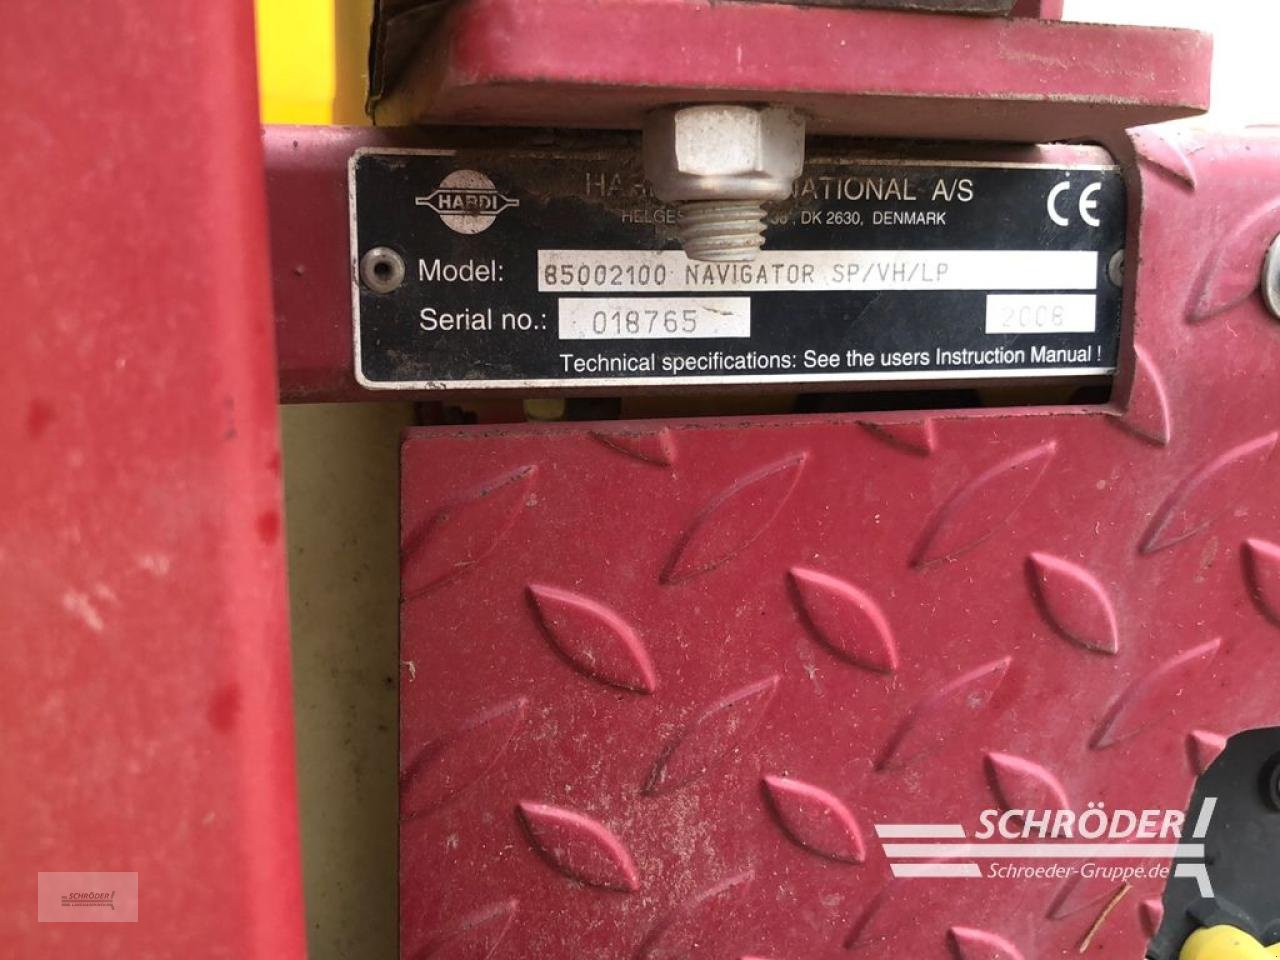 HARDI
NATIONAL A/S
DK 2630, DENMARK
CE
Model: 85002100 NAVIGATOR SP/VH/LP
Serial no.: 018765 2008
Technical specifications: See the users Instruction Manual !
SCHRÖDER
Schroeder-Gruppe.de
SCHRÖDER